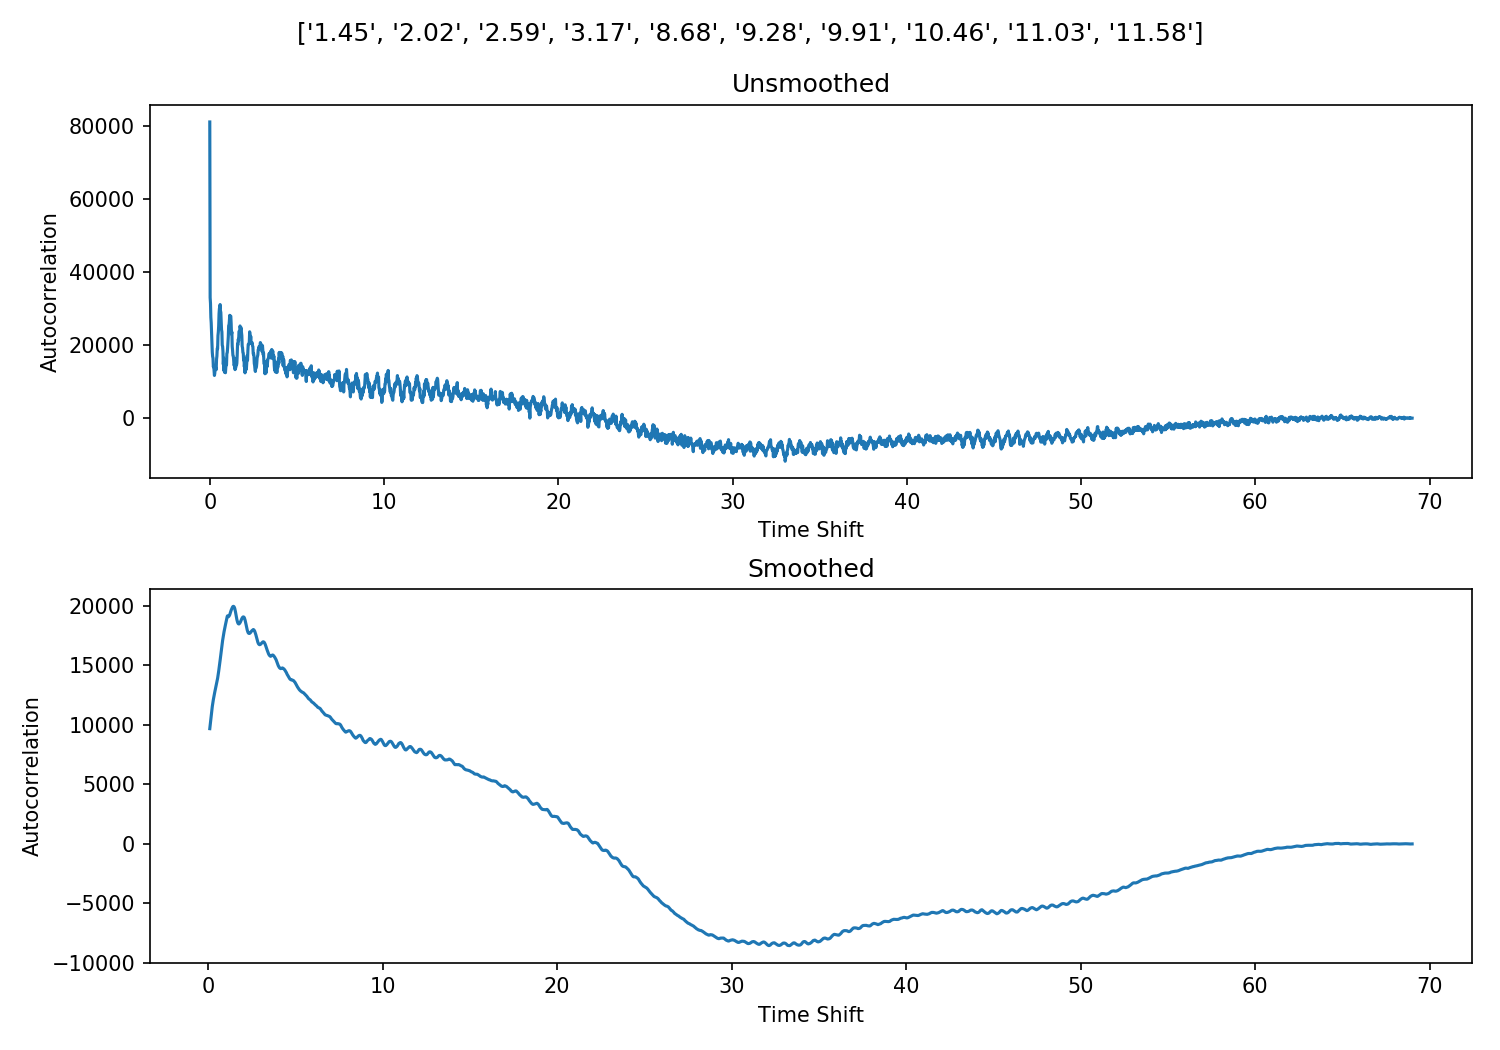 ['1.45', '2.02', '2.59', '3.17', '8.68', '9.28', '9.91', '10.46', '11.03', '11.58']
Unsmoothed
80000
60000
40000
20000
0
Autocorrelation
0 10 20 30 40 50 60 70
Time Shift
Smoothed
20000
15000
10000
5000
0
−5000
−10000
Autocorrelation
0 10 20 30 40 50 60 70
Time Shift